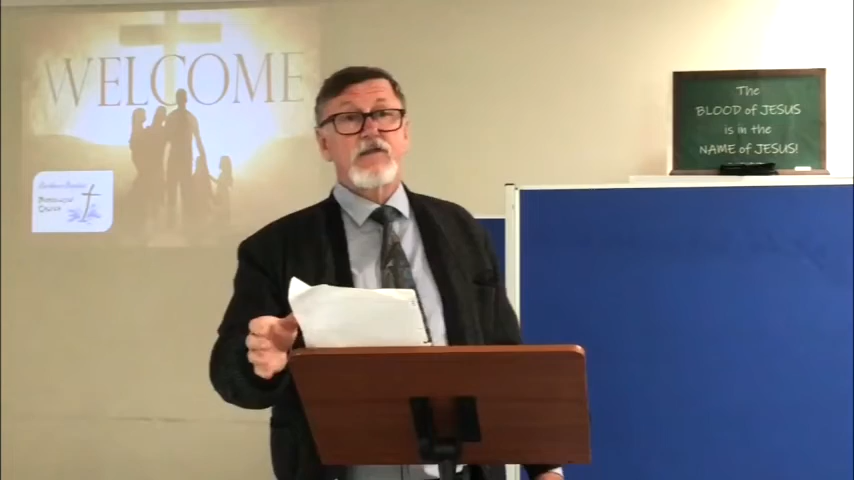 WELCOME
The
BLOOD of JESUS
is in the
NAME of JESUS!